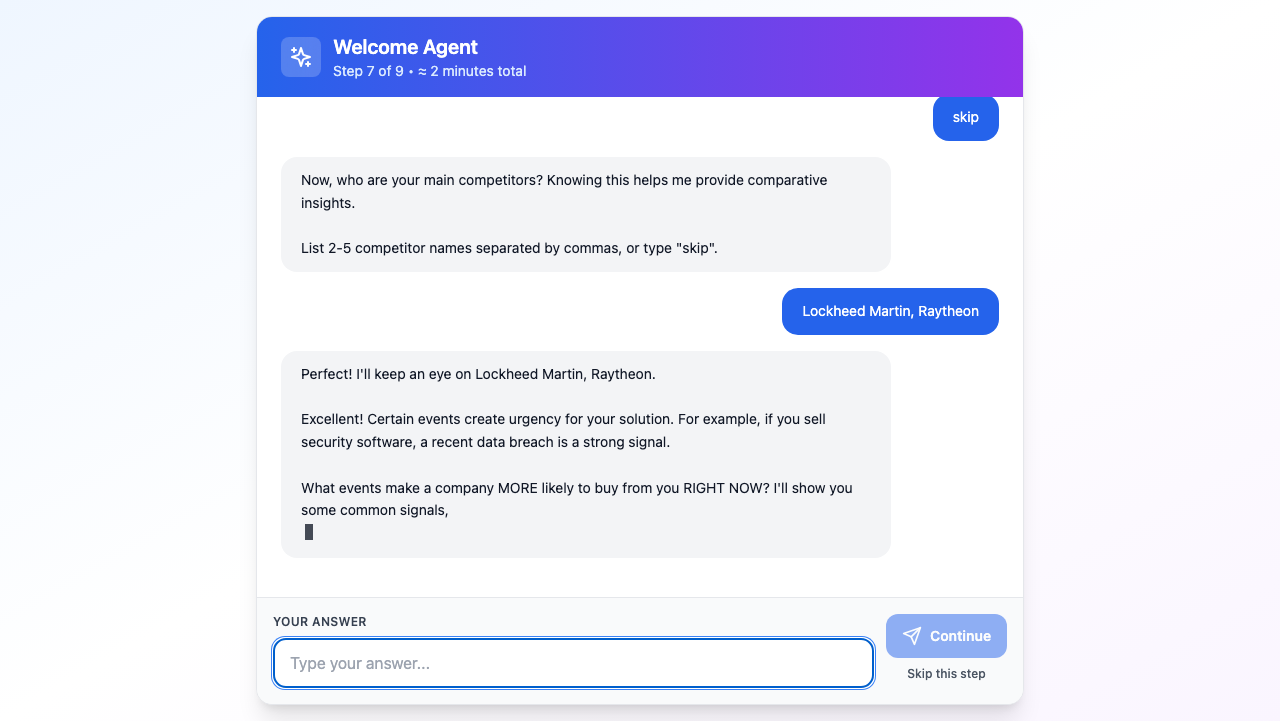 Welcome Agent
Step 7 of 9 • ≈ 2 minutes total
skip
Now, who are your main competitors? Knowing this helps me provide comparative
insights.
List 2-5 competitor names separated by commas, or type "skip".
Lockheed Martin, Raytheon
Perfect! I'll keep an eye on Lockheed Martin, Raytheon.
Excellent! Certain events create urgency for your solution. For example, if you sell
security software, a recent data breach is a strong signal.
What events make a company MORE likely to buy from you RIGHT NOW? I'll show you
some common signals,
YOUR ANSWER
Type your answer...
Continue
Skip this step